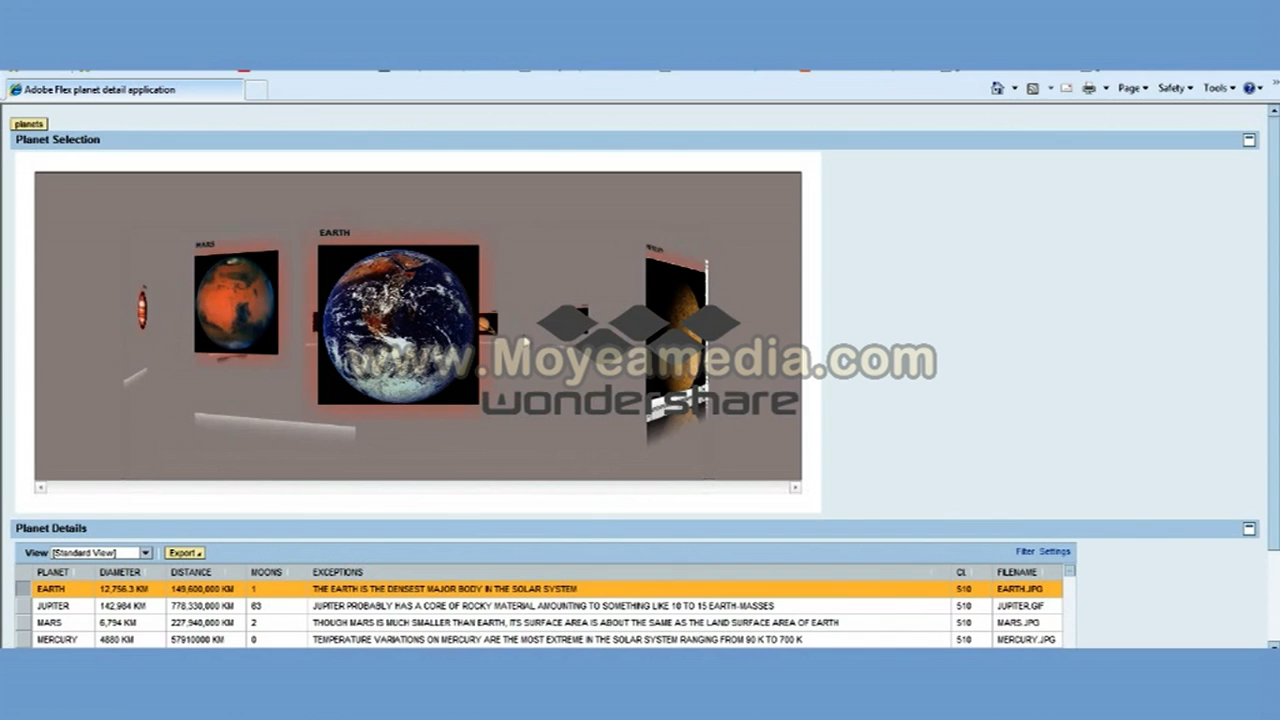 Adobe Flex planet detail application
Page Safety Tools
planets
Planet Selection
MARS
EARTH
www.Moyeamedia.com
wondershare
Planet Details
View [Standard View] Export Filter Settings
PLANET DIAMETER DISTANCE MOONS EXCEPTIONS Cl. FILENAME
EARTH 12,756.3 KM 149,600,000 KM 1 THE EARTH IS THE DENSEST MAJOR BODY IN THE SOLAR SYSTEM 510 EARTH.JPG
JUPITER 142,984 KM 778,330,000 KM 63 JUPITER PROBABLY HAS A CORE OF ROCKY MATERIAL AMOUNTING TO SOMETHING LIKE 10 TO 15 EARTH-MASSES 510 JUPITER.GIF
MARS 6,794 KM 227,940,000 KM 2 THOUGH MARS IS MUCH SMALLER THAN EARTH, ITS SURFACE AREA IS ABOUT THE SAME AS THE LAND SURFACE AREA OF EARTH 510 MARS.JPG
MERCURY 4880 KM 57910000 KM 0 TEMPERATURE VARIATIONS ON MERCURY ARE THE MOST EXTREME IN THE SOLAR SYSTEM RANGING FROM 90 K TO 700 K 510 MERCURY.JPG